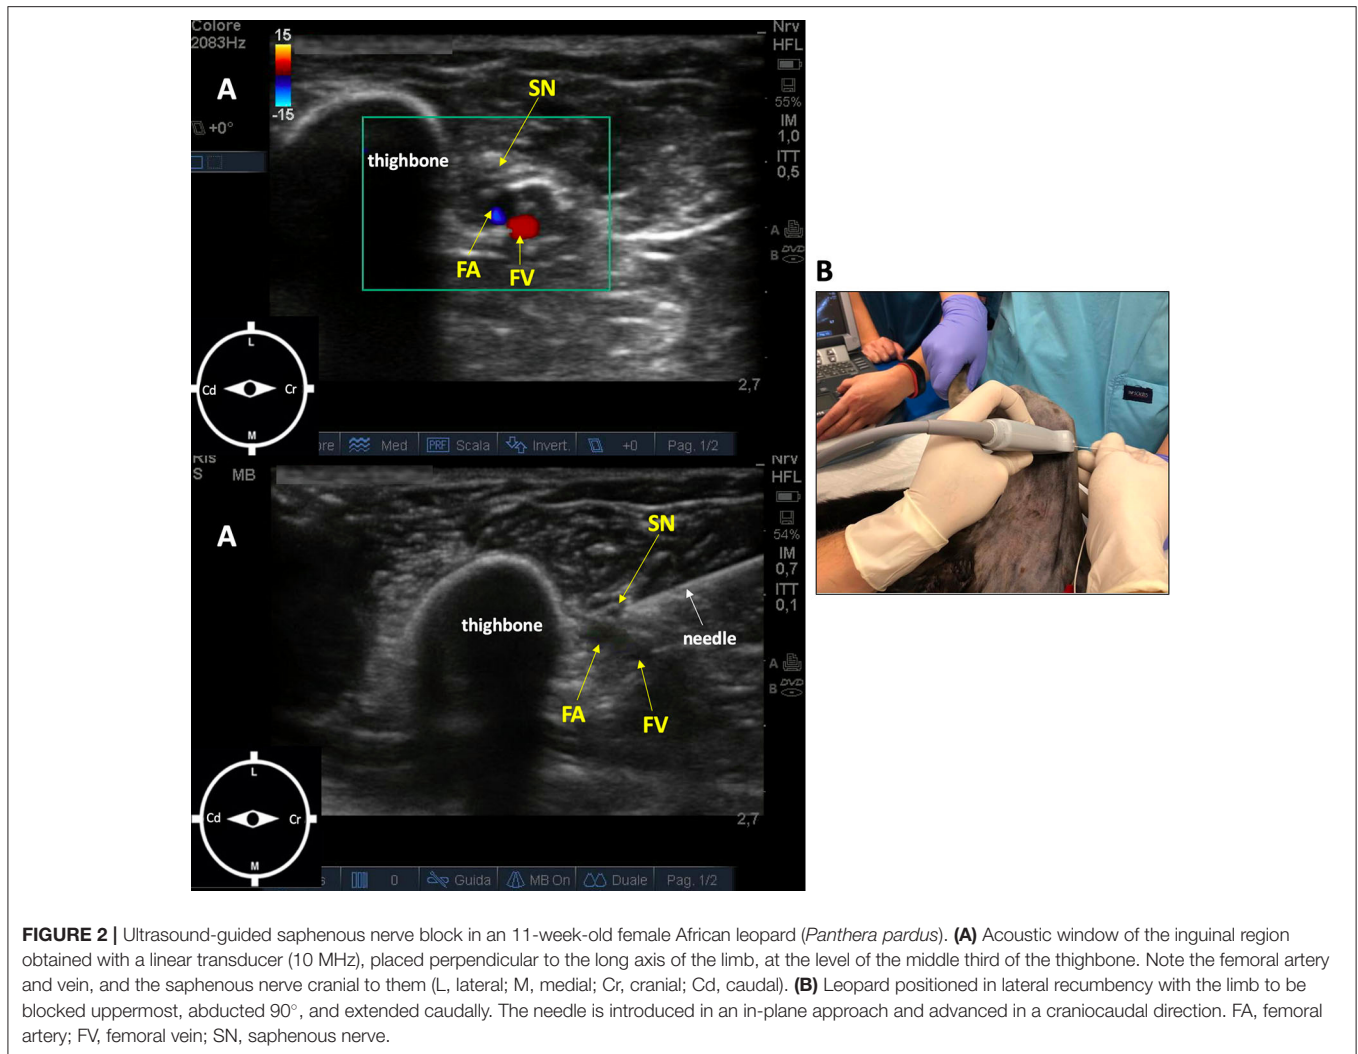 Colore
2083Hz
15
-15
A
+0°
SN
thighbone
FA
FV
Nrv
HFL
55%
IM
1,0
ITT
0,5
A
B DVD
2,7
L
Cd
Cr
M
Med
PRF Scala
Invert.
+0
Pag. 1/2
S MB
A
SN
thighbone
needle
FA
FV
HFL
54%
IM
0,7
ITT
0,1
A
B DVD
2,7
L
Cd
Cr
M
0
Guida
MB On
Duale
Pag. 1/2
B
FIGURE 2 | Ultrasound-guided saphenous nerve block in an 11-week-old female African leopard (Panthera pardus). (A) Acoustic window of the inguinal region
obtained with a linear transducer (10 MHz), placed perpendicular to the long axis of the limb, at the level of the middle third of the thighbone. Note the femoral artery
and vein, and the saphenous nerve cranial to them (L, lateral; M, medial; Cr, cranial; Cd, caudal). (B) Leopard positioned in lateral recumbency with the limb to be
blocked uppermost, abducted 90°, and extended caudally. The needle is introduced in an in-plane approach and advanced in a craniocaudal direction. FA, femoral
artery; FV, femoral vein; SN, saphenous nerve.